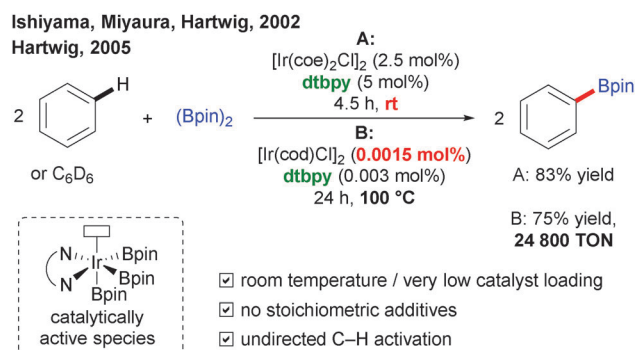 Ishiyama, Miyaura, Hartwig, 2002
Hartwig, 2005
A:
[Ir(coe)2Cl]2 (2.5 mol%)
dtbpy (5 mol%)
4.5 h, rt
2
H
+
(Bpin)2
2
Bpin
or C6D6
B:
[Ir(cod)Cl]2 (0.0015 mol%)
dtbpy (0.003 mol%)
24 h, 100 °C
A: 83% yield
B: 75% yield,
24 800 TON
N
N
Ir
Bpin
Bpin
Bpin
catalytically
active species
☑ room temperature / very low catalyst loading
☑ no stoichiometric additives
☑ undirected C–H activation